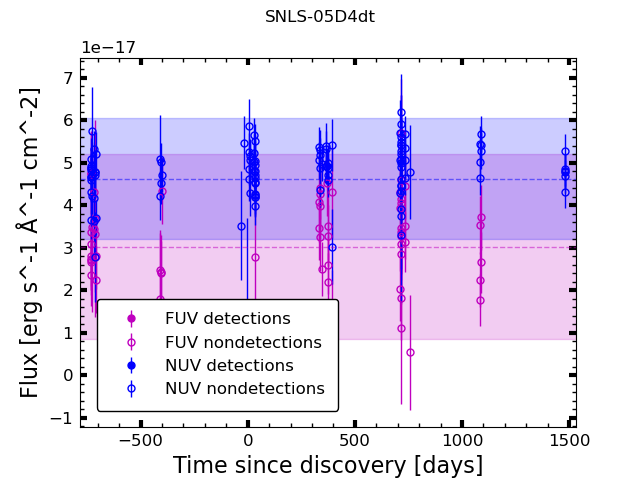 SNLS-05D4dt
1e−17
7
6
5
4
3
2
1
0
−1
Flux [erg s^-1 Å^-1 cm^-2]
FUV detections
FUV nondetections
NUV detections
NUV nondetections
−500 0 500 1000 1500
Time since discovery [days]